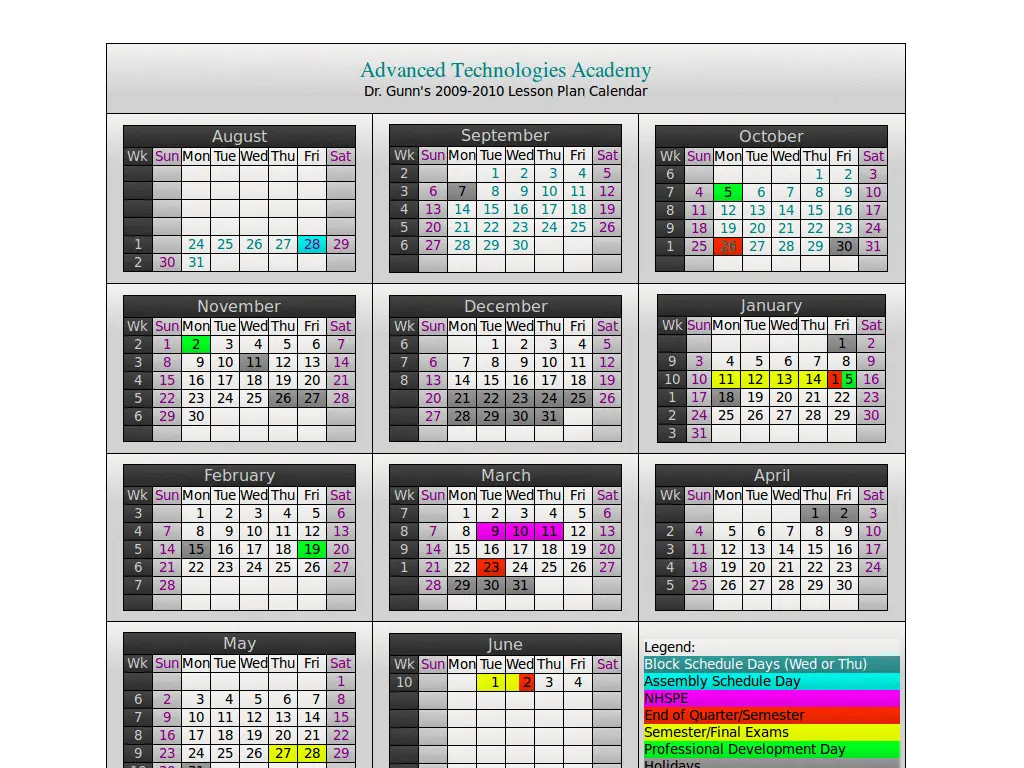 Advanced Technologies Academy
Dr. Gunn's 2009-2010 Lesson Plan Calendar
August
Wk Sun Mon Tue Wed Thu Fri Sat
1 24 25 26 27 28 29
2 30 31
September
Wk Sun Mon Tue Wed Thu Fri Sat
2 1 2 3 4 5
3 6 7 8 9 10 11 12
4 13 14 15 16 17 18 19
5 20 21 22 23 24 25 26
6 27 28 29 30
October
Wk Sun Mon Tue Wed Thu Fri Sat
6 1 2 3
7 4 5 6 7 8 9 10
8 11 12 13 14 15 16 17
9 18 19 20 21 22 23 24
1 25 26 27 28 29 30 31
November
Wk Sun Mon Tue Wed Thu Fri Sat
2 1 2 3 4 5 6 7
3 8 9 10 11 12 13 14
4 15 16 17 18 19 20 21
5 22 23 24 25 26 27 28
6 29 30
December
Wk Sun Mon Tue Wed Thu Fri Sat
6 1 2 3 4 5
7 6 7 8 9 10 11 12
8 13 14 15 16 17 18 19
20 21 22 23 24 25 26
27 28 29 30 31
January
Wk Sun Mon Tue Wed Thu Fri Sat
1 2
9 3 4 5 6 7 8 9
10 10 11 12 13 14 15 16
1 17 18 19 20 21 22 23
2 24 25 26 27 28 29 30
3 31
February
Wk Sun Mon Tue Wed Thu Fri Sat
3 1 2 3 4 5 6
4 7 8 9 10 11 12 13
5 14 15 16 17 18 19 20
6 21 22 23 24 25 26 27
7 28
March
Wk Sun Mon Tue Wed Thu Fri Sat
7 1 2 3 4 5 6
8 7 8 9 10 11 12 13
9 14 15 16 17 18 19 20
1 21 22 23 24 25 26 27
28 29 30 31
April
Wk Sun Mon Tue Wed Thu Fri Sat
1 2 3
2 4 5 6 7 8 9 10
3 11 12 13 14 15 16 17
4 18 19 20 21 22 23 24
5 25 26 27 28 29 30
May
Wk Sun Mon Tue Wed Thu Fri Sat
1
6 2 3 4 5 6 7 8
7 9 10 11 12 13 14 15
8 16 17 18 19 20 21 22
9 23 24 25 26 27 28 29
10 30 31
June
Wk Sun Mon Tue Wed Thu Fri Sat
10 1 2 3 4
Legend:
Block Schedule Days (Wed or Thu)
Assembly Schedule Day
NHSPE
End of Quarter/Semester
Semester/Final Exams
Professional Development Day
Holidays